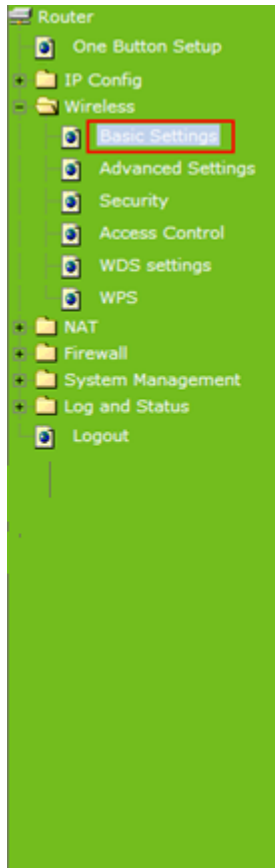 Router
One Button Setup
IP Config
Wireless
Basic Settings
Advanced Settings
Security
Access Control
WDS settings
WPS
NAT
Firewall
System Management
Log and Status
Logout